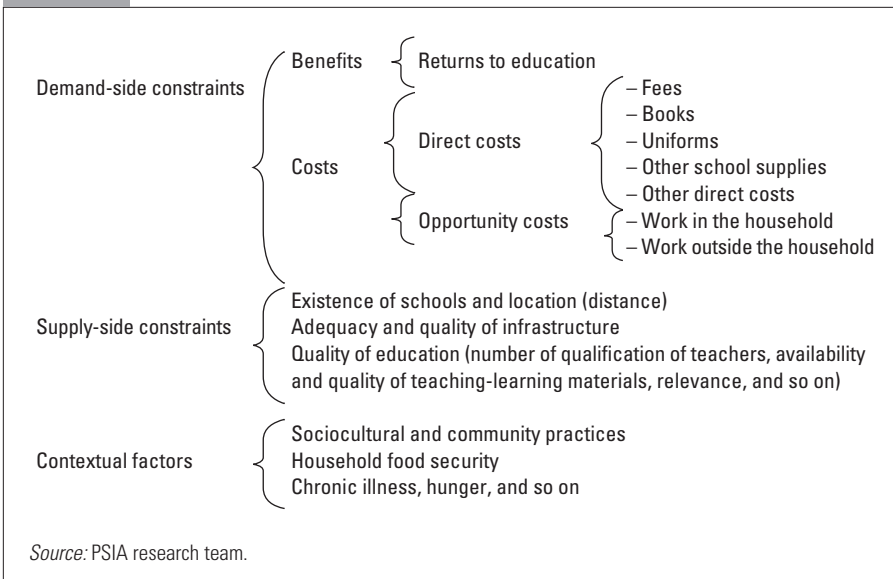 Demand-side constraints
Benefits
Returns to education
Costs
Direct costs
– Fees
– Books
– Uniforms
– Other school supplies
– Other direct costs
Opportunity costs
– Work in the household
– Work outside the household
Supply-side constraints
Existence of schools and location (distance)
Adequacy and quality of infrastructure
Quality of education (number of qualification of teachers, availability
and quality of teaching-learning materials, relevance, and so on)
Contextual factors
Sociocultural and community practices
Household food security
Chronic illness, hunger, and so on
Source: PSIA research team.